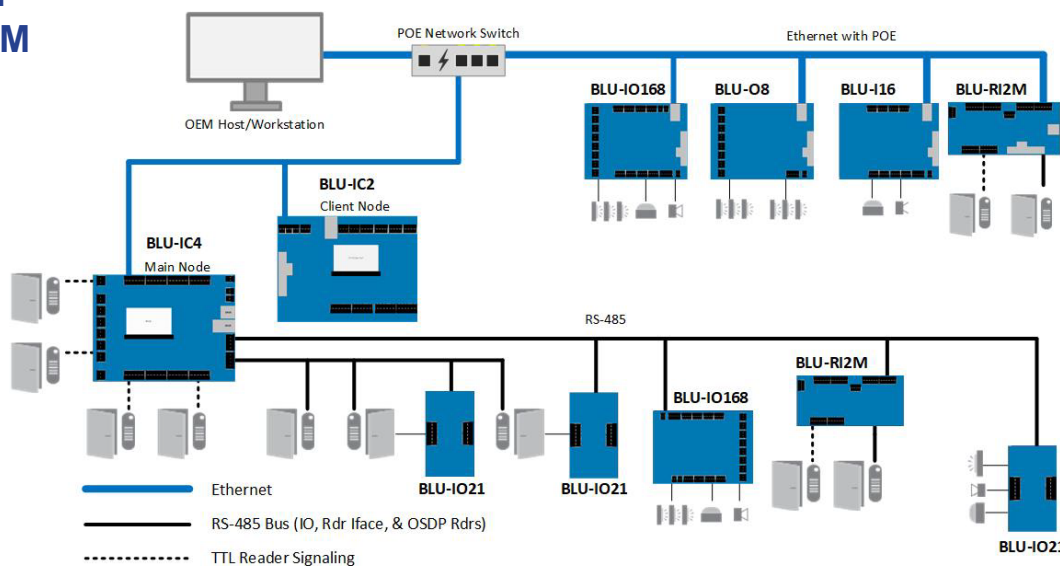 M
POE Network Switch
Ethernet with POE
OEM Host/Workstation
BLU-IO168
BLU-O8
BLU-I16
BLU-RI2M
BLU-IC2
Client Node
BLU-IC4
Main Node
RS-485
BLU-RI2M
BLU-IO168
BLU-IO21
BLU-IO21
BLU-IO21
Ethernet
RS-485 Bus (IO, Rdr Iface, & OSDP Rdrs)
TTL Reader Signaling